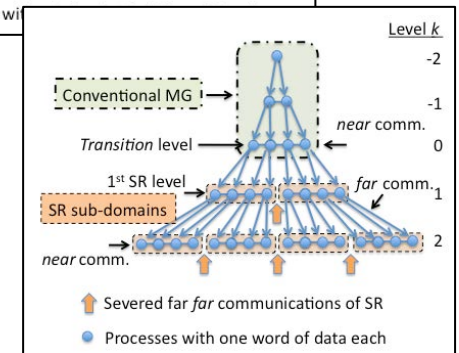 wi
Level k
-2
Conventional MG
-1
near comm.
Transition level
0
1st SR level
far comm.
1
SR sub-domains
2
near comm.
Severed far far communications of SR
Processes with one word of data each